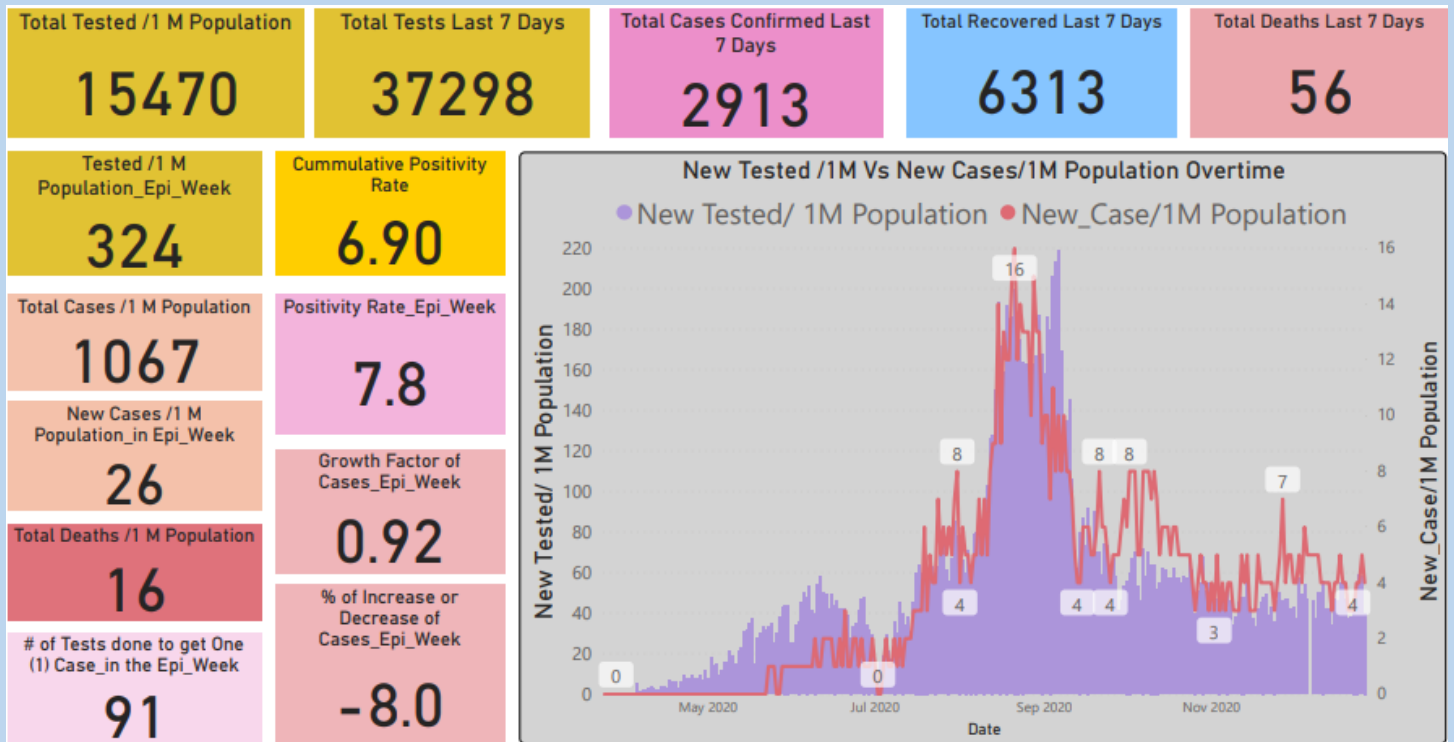 Total Tested /1 M Population
15470
Total Tests Last 7 Days
37298
Total Cases Confirmed Last
7 Days
2913
Total Recovered Last 7 Days
6313
Total Deaths Last 7 Days
56
Tested /1 M
Population_Epi_Week
324
Cummulative Positivity
Rate
6.90
Total Cases /1 M Population
1067
Positivity Rate_Epi_Week
7.8
New Cases /1 M
Population_in Epi_Week
26
Growth Factor of
Cases_Epi_Week
0.92
Total Deaths /1 M Population
16
% of Increase or
Decrease of
Cases_Epi_Week
-8.0
# of Tests done to get One
(1) Case_in the Epi_Week
91
New Tested /1M Vs New Cases/1M Population Overtime
New Tested/ 1M Population
New_Case/1M Population
New Tested/ 1M Population
220
200
180
160
140
120
100
80
60
40
20
0
0
0
8
4
16
4
8
4
8
3
7
4
16
14
12
10
8
6
4
2
0
New_Case/1M Population
May 2020
Jul 2020
Sep 2020
Nov 2020
Date